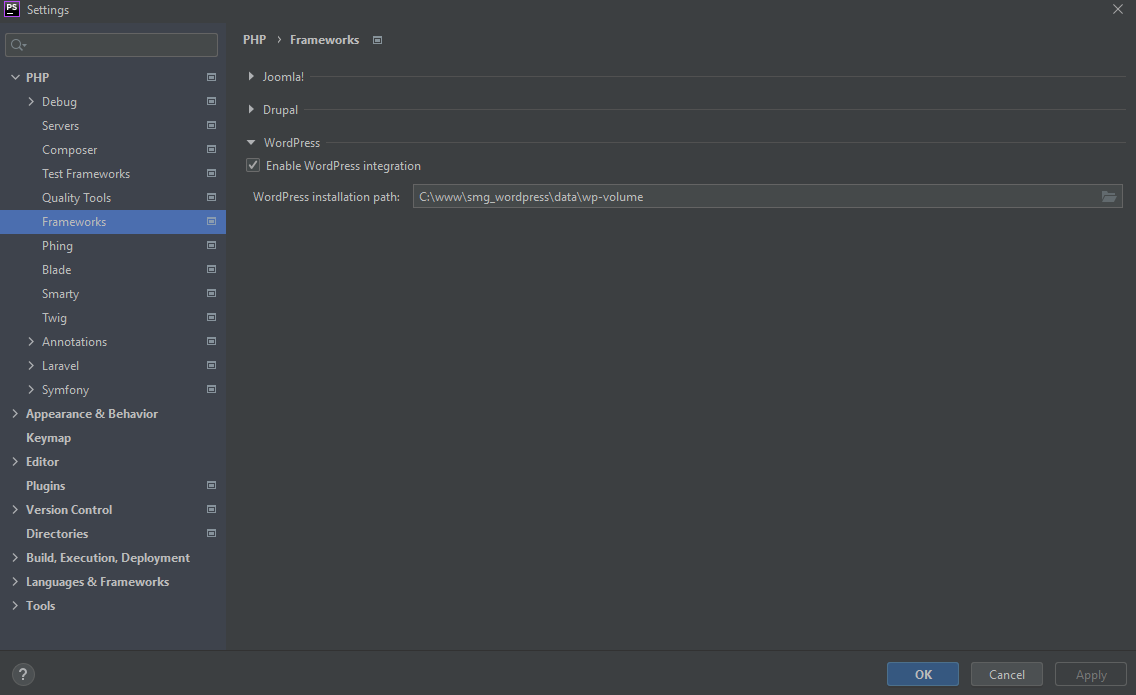 PS Settings
PHP
Debug
Servers
Composer
Test Frameworks
Quality Tools
Frameworks
Phing
Blade
Smarty
Twig
Annotations
Laravel
Symfony
Appearance & Behavior
Keymap
Editor
Plugins
Version Control
Directories
Build, Execution, Deployment
Languages & Frameworks
Tools
PHP › Frameworks
Joomla!
Drupal
WordPress
Enable WordPress integration
WordPress installation path: C:\www\smg_wordpress\data\wp-volume
?
OK Cancel Apply